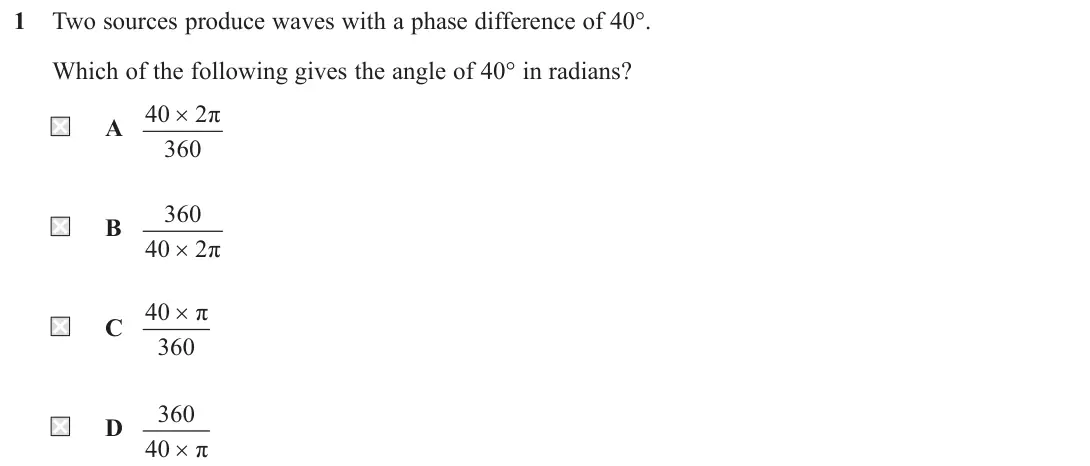 1 Two sources produce waves with a phase difference of 40°.
Which of the following gives the angle of 40° in radians?
A 40 × 2π
360
B 360
40 × 2π
C 40 × π
360
D 360
40 × π